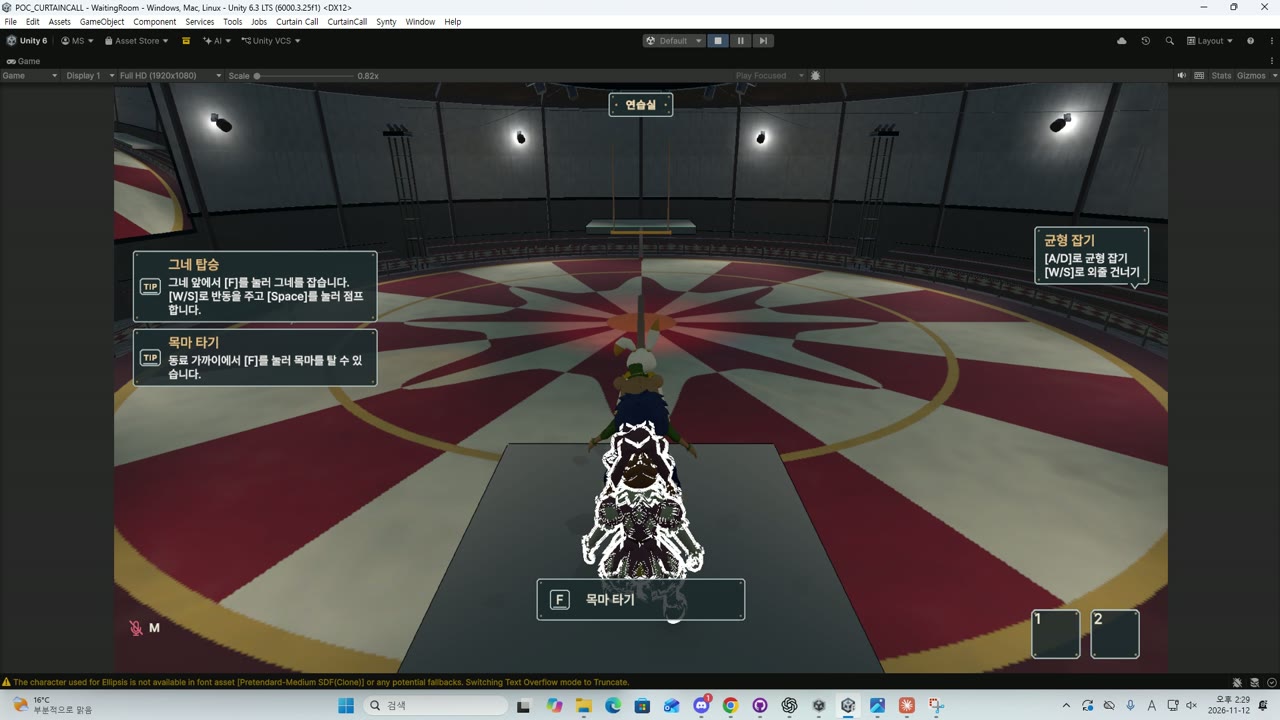 POC_CURTAINCALL - WaitingRoom - Windows, Mac, Linux - Unity 6.3 LTS (6000.3.25f1) <DX12>
File Edit Assets GameObject Component Services Tools Jobs Curtain Call CurtainCall Synty Window Help
Unity 6 MS Asset Store AI Unity VCS Default Layout
Game
Game Display 1 Full HD (1920x1080) Scale 0.82x Play Focused Stats Gizmos
연습실
그네 탑승
TIP
그네 앞에서 [F]를 눌러 그네를 잡습니다.
[W/S]로 반동을 주고 [Space]를 눌러 점프
합니다.
목마 타기
TIP
동료 가까이에서 [F]를 눌러 목마를 탈 수 있
습니다.
균형 잡기
[A/D]로 균형 잡기
[W/S]로 외줄 건너기
F 목마 타기
M
1 2
The character used for Ellipsis is not available in font asset [Pretendard-Medium SDF(Clone)] or any potential fallbacks. Switching Text Overflow mode to Truncate.
16°C
부분적으로 맑음
검색
1
A
오후 2:29
2026-11-12